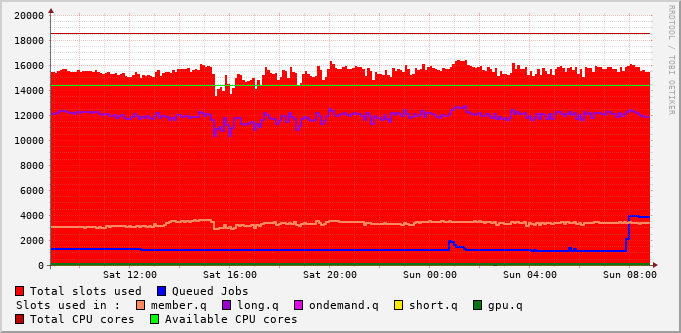 20000
18000
16000
14000
12000
10000
8000
6000
4000
2000
0
Sat 12:00 Sat 16:00 Sat 20:00 Sun 00:00 Sun 04:00 Sun 08:00
Total slots used Queued Jobs
Slots used in : member.q long.q ondemand.q short.q gpu.q
Total CPU cores Available CPU cores
RRDTOOL / TOBI OETIKER